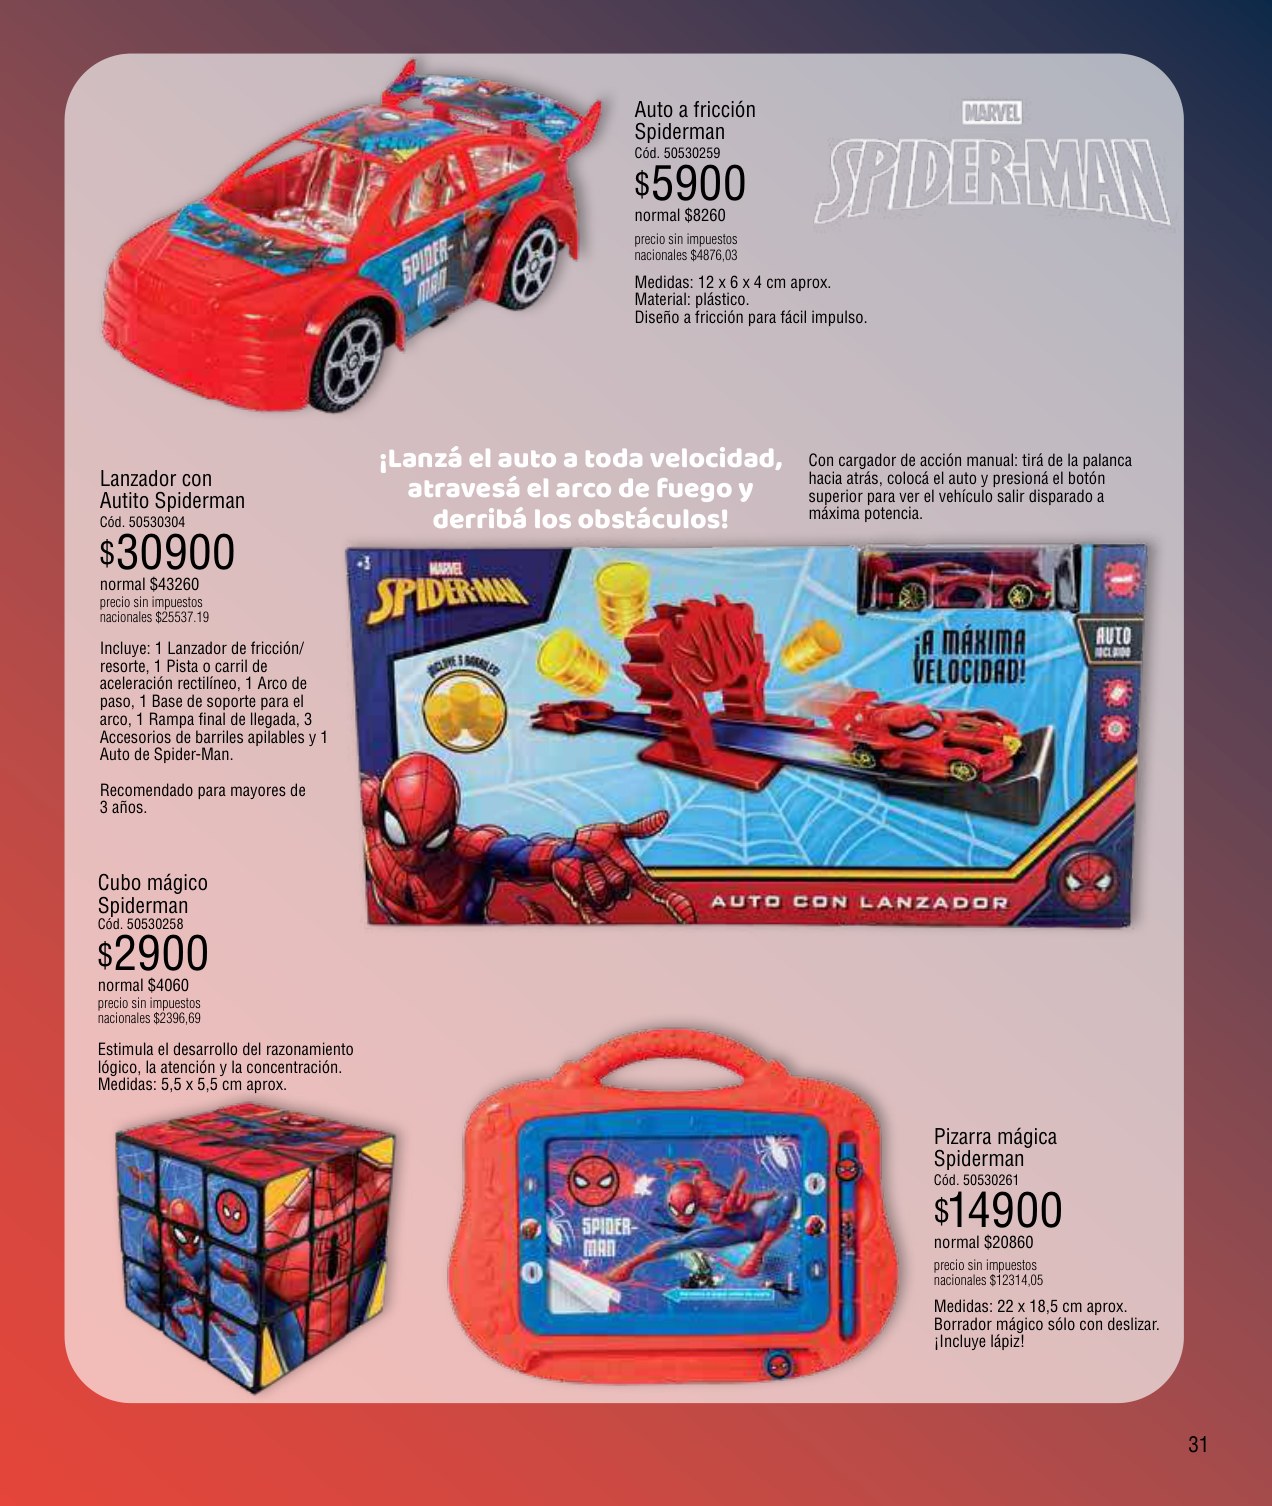 Auto a fricción
Spiderman
Cód. 50530259
$5900
normal $8260
precio sin impuestos
nacionales $4876,03
Medidas: 12 x 6 x 4 cm aprox.
Material: plástico.
Diseño a fricción para fácil impulso.
MARVEL
SPIDER-MAN
SPIDER-
MAN
Lanzador con
Autito Spiderman
Cód. 50530304
$30900
normal $43260
precio sin impuestos
nacionales $25537.19
Incluye: 1 Lanzador de fricción/
resorte, 1 Pista o carril de
aceleración rectilíneo, 1 Arco de
paso, 1 Base de soporte para el
arco, 1 Rampa final de llegada, 3
Accesorios de barriles apilables y 1
Auto de Spider-Man.
Recomendado para mayores de
3 años.
¡Lanzá el auto a toda velocidad,
atravesá el arco de fuego y
derribá los obstáculos!
Con cargador de acción manual: tirá de la palanca
hacia atrás, colocá el auto y presioná el botón
superior para ver el vehículo salir disparado a
máxima potencia.
+3
MARVEL
SPIDER-MAN
¡INCLUYE 3 BARRILES!
¡A MÁXIMA
VELOCIDAD!
AUTO
INCLUIDO
AUTO CON LANZADOR
Cubo mágico
Spiderman
Cód. 50530258
$2900
normal $4060
precio sin impuestos
nacionales $2396,69
Estimula el desarrollo del razonamiento
lógico, la atención y la concentración.
Medidas: 5,5 x 5,5 cm aprox.
SPIDER-
MAN
Pizarra mágica
Spiderman
Cód. 50530261
$14900
normal $20860
precio sin impuestos
nacionales $12314,05
Medidas: 22 x 18,5 cm aprox.
Borrador mágico sólo con deslizar.
¡Incluye lápiz!
31